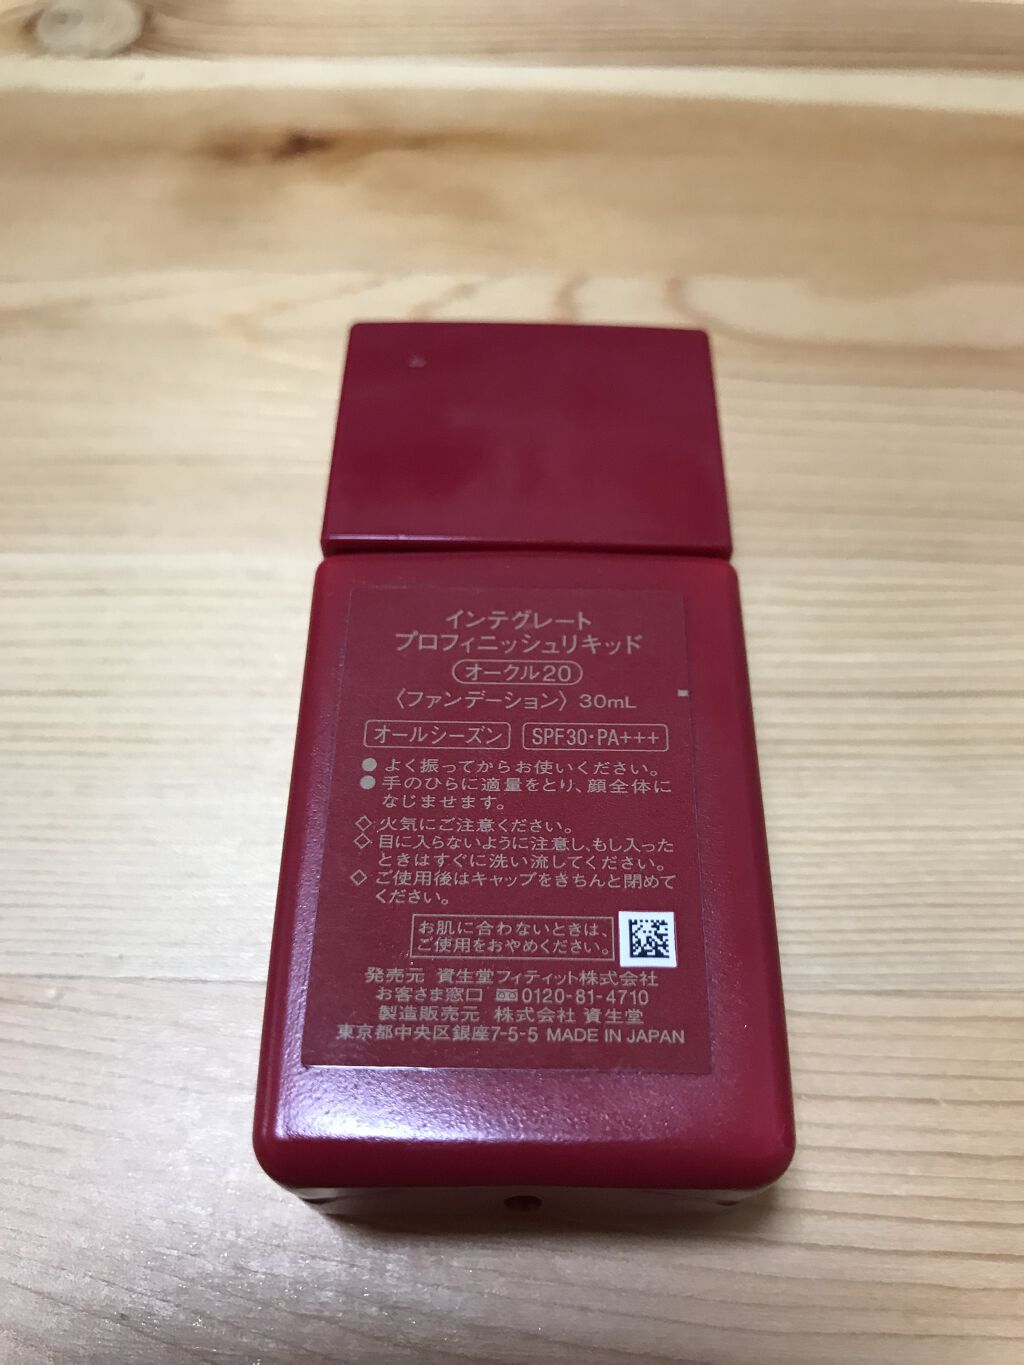 インテグレート
プロフィニッシュリキッド
オークル20
〈ファンデーション〉 30mL
オールシーズン SPF30・PA+++
● よく振ってからお使いください。
● 手のひらに適量をとり、顔全体に
なじませます。
◇ 火気にご注意ください。
◇ 目に入らないように注意し、もし入った
ときはすぐに洗い流してください。
◇ ご使用後はキャップをきちんと閉めて
ください。
お肌に合わないときは、
ご使用をおやめください。
発売元 資生堂フィティット株式会社
お客さま窓口 0120-81-4710
製造販売元 株式会社 資生堂
東京都中央区銀座7-5-5 MADE IN JAPAN